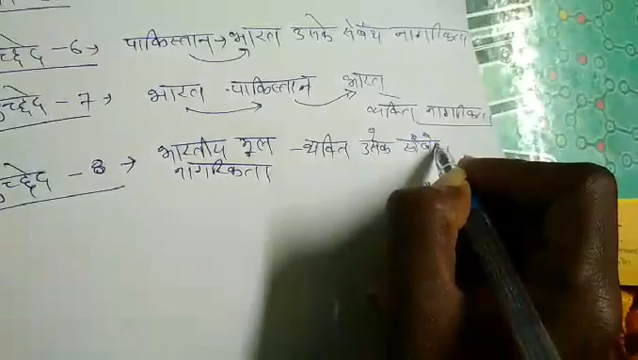 च्छेद - 6 → पाकिस्तान → भारत उनके संबंध नागरिकता
नुच्छेद - 7 → भारत - पाकिस्तान भारत
व्यक्ति नागरिकता
नुच्छेद - 8 → भारतीय मूल - व्यक्ति उनके
नागरिकता